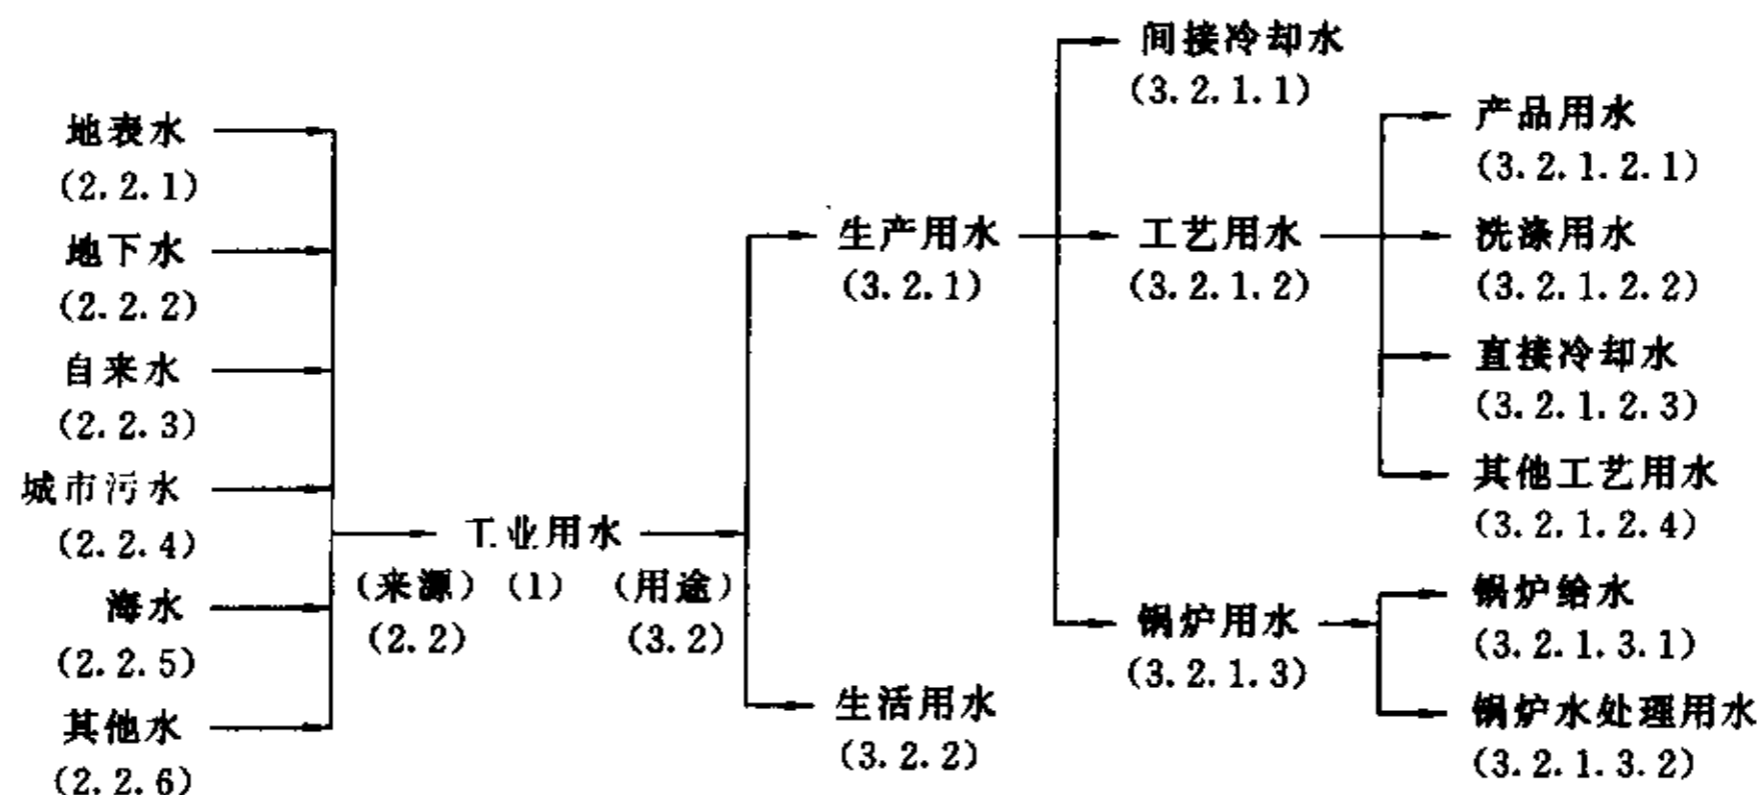 地表水
(2.2.1)
地下水
(2.2.2)
自来水
(2.2.3)
城市污水
(2.2.4)
海水
(2.2.5)
其他水
(2.2.6)
工业用水
(来源) (1) (用途)
(2.2)
(3.2)
生产用水
(3.2.1)
生活用水
(3.2.2)
间接冷却水
(3.2.1.1)
工艺用水
(3.2.1.2)
锅炉用水
(3.2.1.3)
产品用水
(3.2.1.2.1)
洗涤用水
(3.2.1.2.2)
直接冷却水
(3.2.1.2.3)
其他工艺用水
(3.2.1.2.4)
锅炉给水
(3.2.1.3.1)
锅炉水处理用水
(3.2.1.3.2)